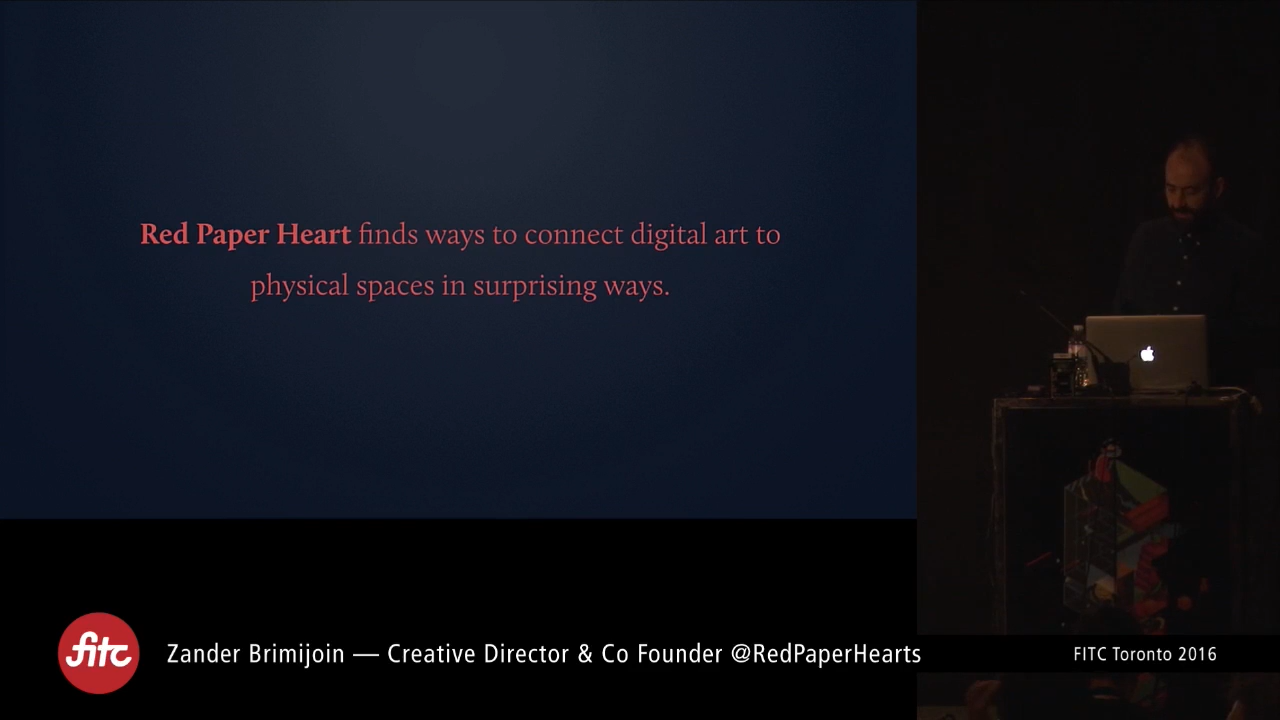 Red Paper Heart finds ways to connect digital art to
physical spaces in surprising ways.
fitc
Zander Brimijoin — Creative Director & Co Founder @RedPaperHearts
FITC Toronto 2016